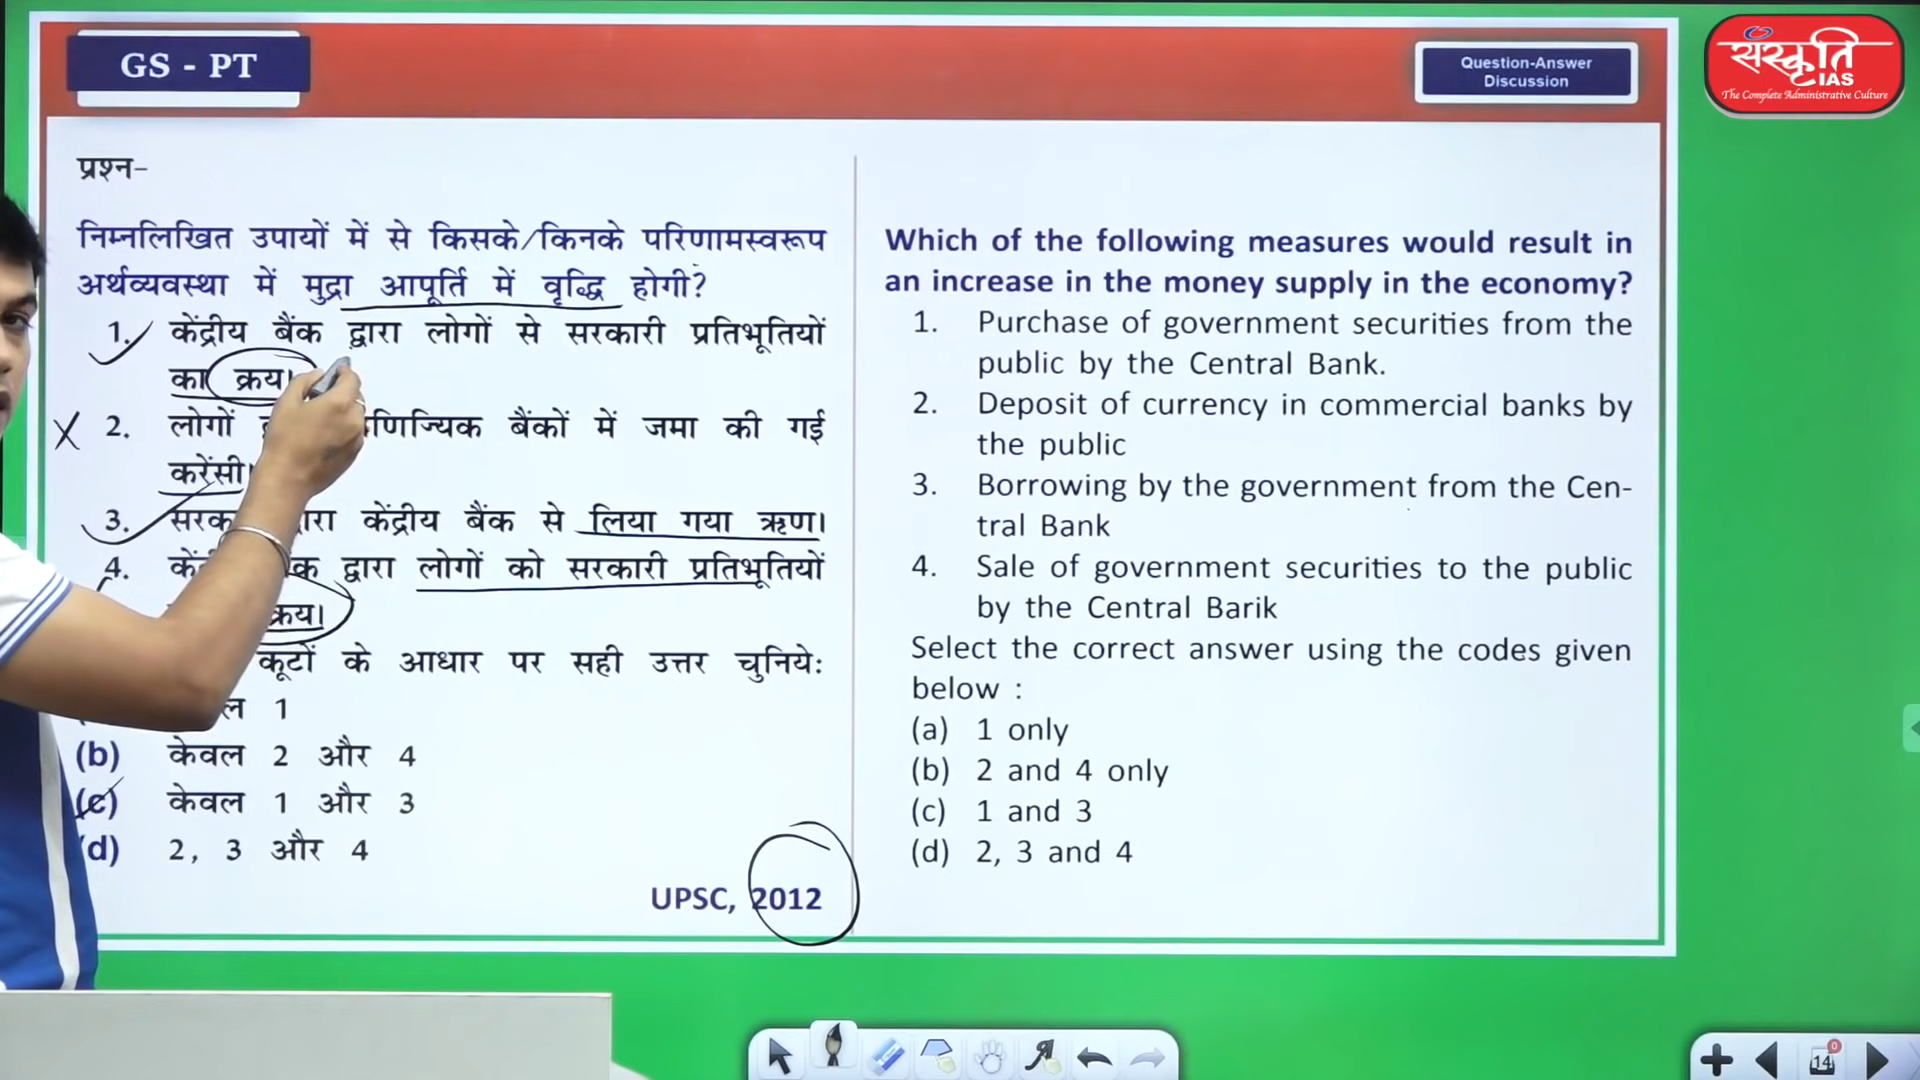 GS - PT
Question-Answer
Discussion
संस्कृति
IAS
The Complete Administrative Culture
प्रश्न-
निम्नलिखित उपायों में से किसके/किनके परिणामस्वरूप
अर्थव्यवस्था में मुद्रा आपूर्ति में वृद्धि होगी?
1. केंद्रीय बैंक द्वारा लोगों से सरकारी प्रतिभूतियों
का क्रय।
2. लोगों बैंकों में जमा की गई
करेंसी।
3. केंद्रीय बैंक से लिया गया ऋण।
4. द्वारा लोगों को सरकारी प्रतिभूतियों
कूटों के आधार पर सही उत्तर चुनिये:
1
(b) केवल 2 और 4
(c) केवल 1 और 3
(d) 2, 3 और 4
UPSC, 2012
Which of the following measures would result in
an increase in the money supply in the economy?
1. Purchase of government securities from the
public by the Central Bank.
2. Deposit of currency in commercial banks by
the public
3. Borrowing by the government from the Cen-
tral Bank
4. Sale of government securities to the public
by the Central Barik
Select the correct answer using the codes given
below :
(a) 1 only
(b) 2 and 4 only
(c) 1 and 3
(d) 2, 3 and 4
14
0